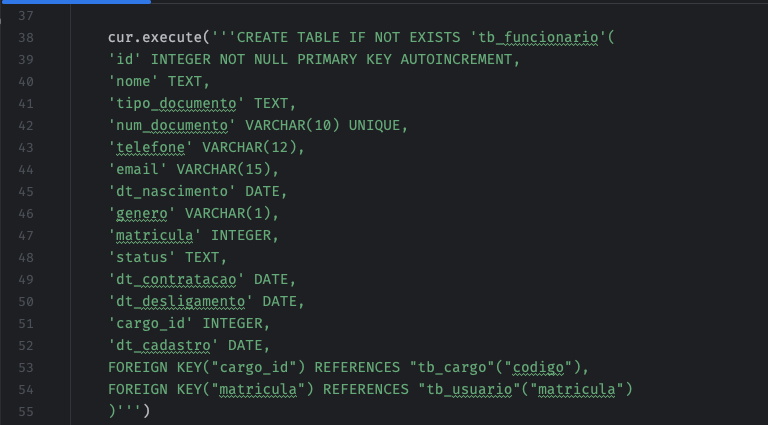 37
38 cur.execute('''CREATE TABLE IF NOT EXISTS 'tb_funcionario'(
39 'id' INTEGER NOT NULL PRIMARY KEY AUTOINCREMENT,
40 'nome' TEXT,
41 'tipo_documento' TEXT,
42 'num_documento' VARCHAR(10) UNIQUE,
43 'telefone' VARCHAR(12),
44 'email' VARCHAR(15),
45 'dt_nascimento' DATE,
46 'genero' VARCHAR(1),
47 'matricula' INTEGER,
48 'status' TEXT,
49 'dt_contratacao' DATE,
50 'dt_desligamento' DATE,
51 'cargo_id' INTEGER,
52 'dt_cadastro' DATE,
53 FOREIGN KEY("cargo_id") REFERENCES "tb_cargo"("codigo"),
54 FOREIGN KEY("matricula") REFERENCES "tb_usuario"("matricula")
55 )''')